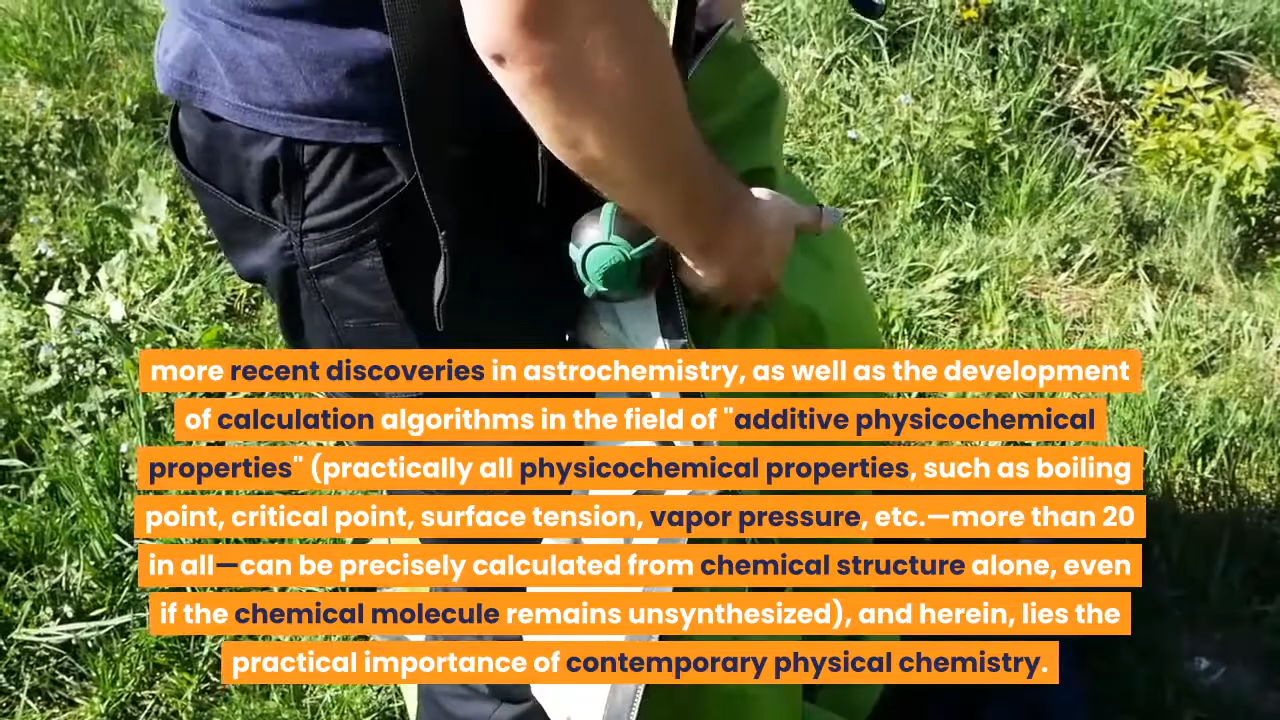 more recent discoveries in astrochemistry, as well as the development
of calculation algorithms in the field of "additive physicochemical
properties" (practically all physicochemical properties, such as boiling
point, critical point, surface tension, vapor pressure, etc.—more than 20
in all—can be precisely calculated from chemical structure alone, even
if the chemical molecule remains unsynthesized), and herein, lies the
practical importance of contemporary physical chemistry.